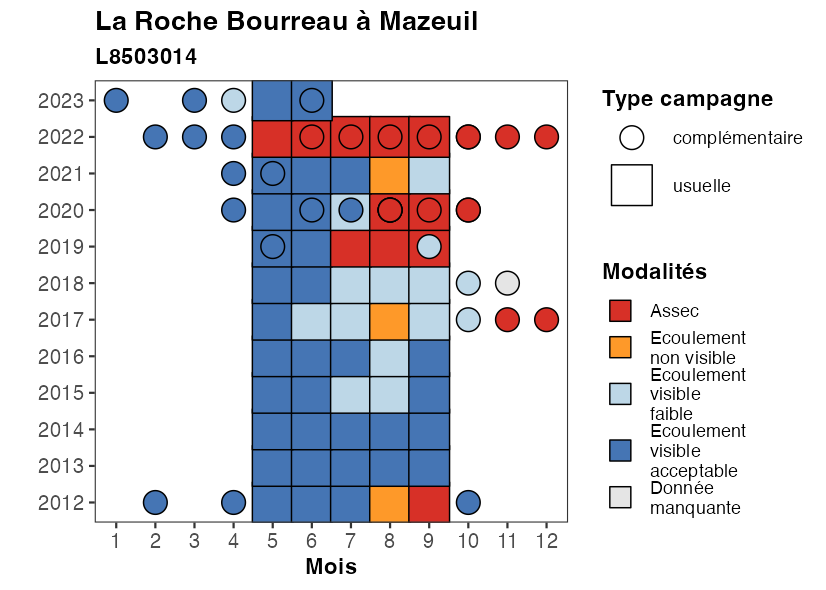 La Roche Bourreau à Mazeuil
L8503014
2023
2022
2021
2020
2019
2018
2017
2016
2015
2014
2013
2012
1 2 3 4 5 6 7 8 9 10 11 12
Mois
Type campagne
complémentaire
usuelle
Modalités
Assec
Ecoulement
non visible
Ecoulement
visible
faible
Ecoulement
visible
acceptable
Donnée
manquante